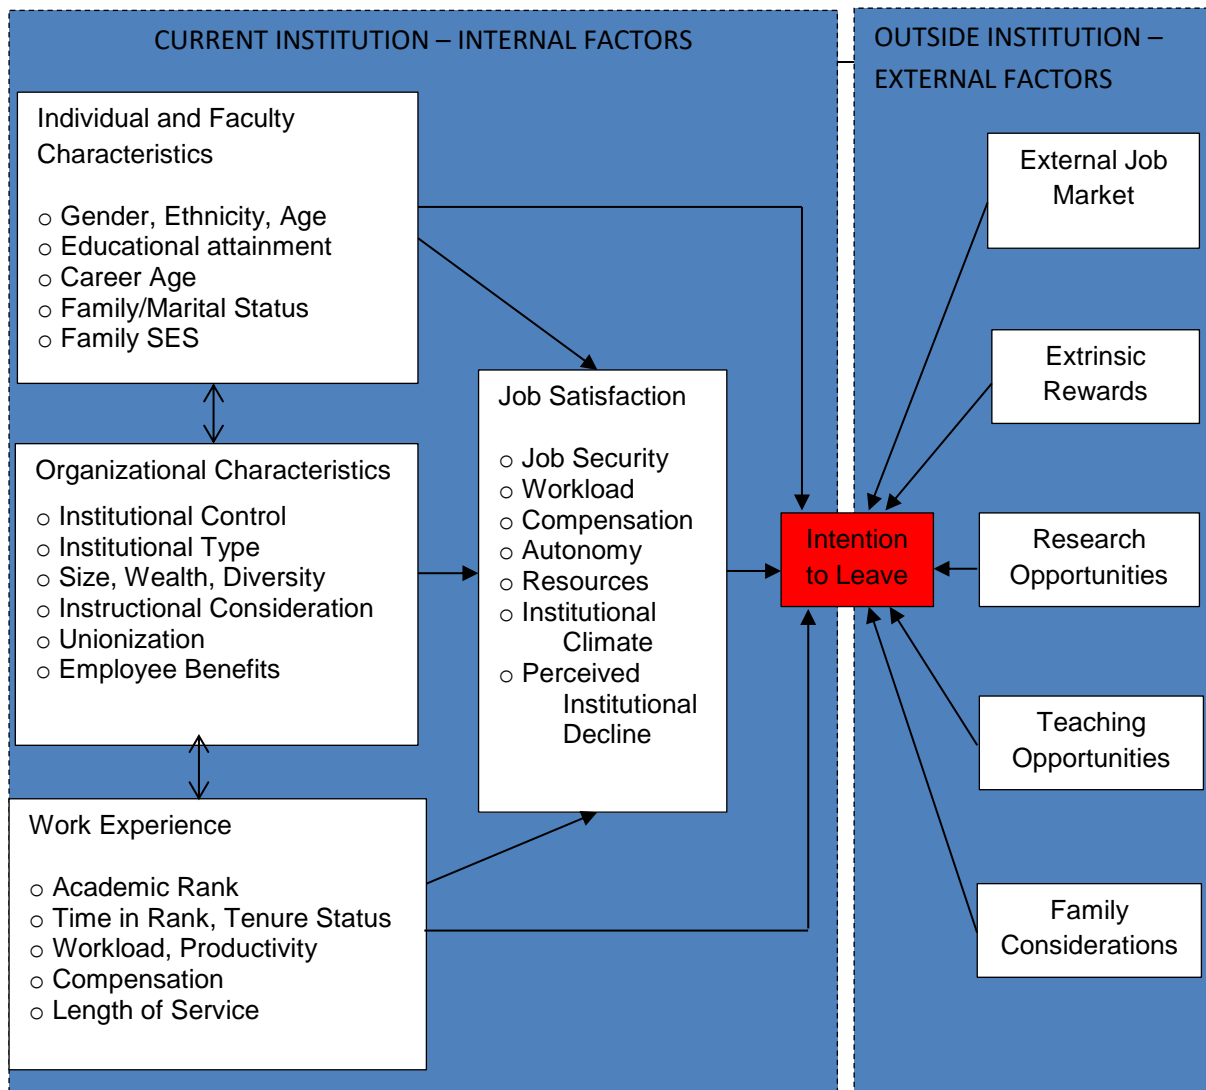 CURRENT INSTITUTION – INTERNAL FACTORS
Individual and Faculty
Characteristics
o Gender, Ethnicity, Age
o Educational attainment
o Career Age
o Family/Marital Status
o Family SES
Organizational Characteristics
o Institutional Control
o Institutional Type
o Size, Wealth, Diversity
o Instructional Consideration
o Unionization
o Employee Benefits
Work Experience
o Academic Rank
o Time in Rank, Tenure Status
o Workload, Productivity
o Compensation
o Length of Service
Job Satisfaction
o Job Security
o Workload
o Compensation
o Autonomy
o Resources
o Institutional
Climate
o Perceived
Institutional
Decline
Intention
to Leave
OUTSIDE INSTITUTION –
EXTERNAL FACTORS
External Job
Market
Extrinsic
Rewards
Research
Opportunities
Teaching
Opportunities
Family
Considerations